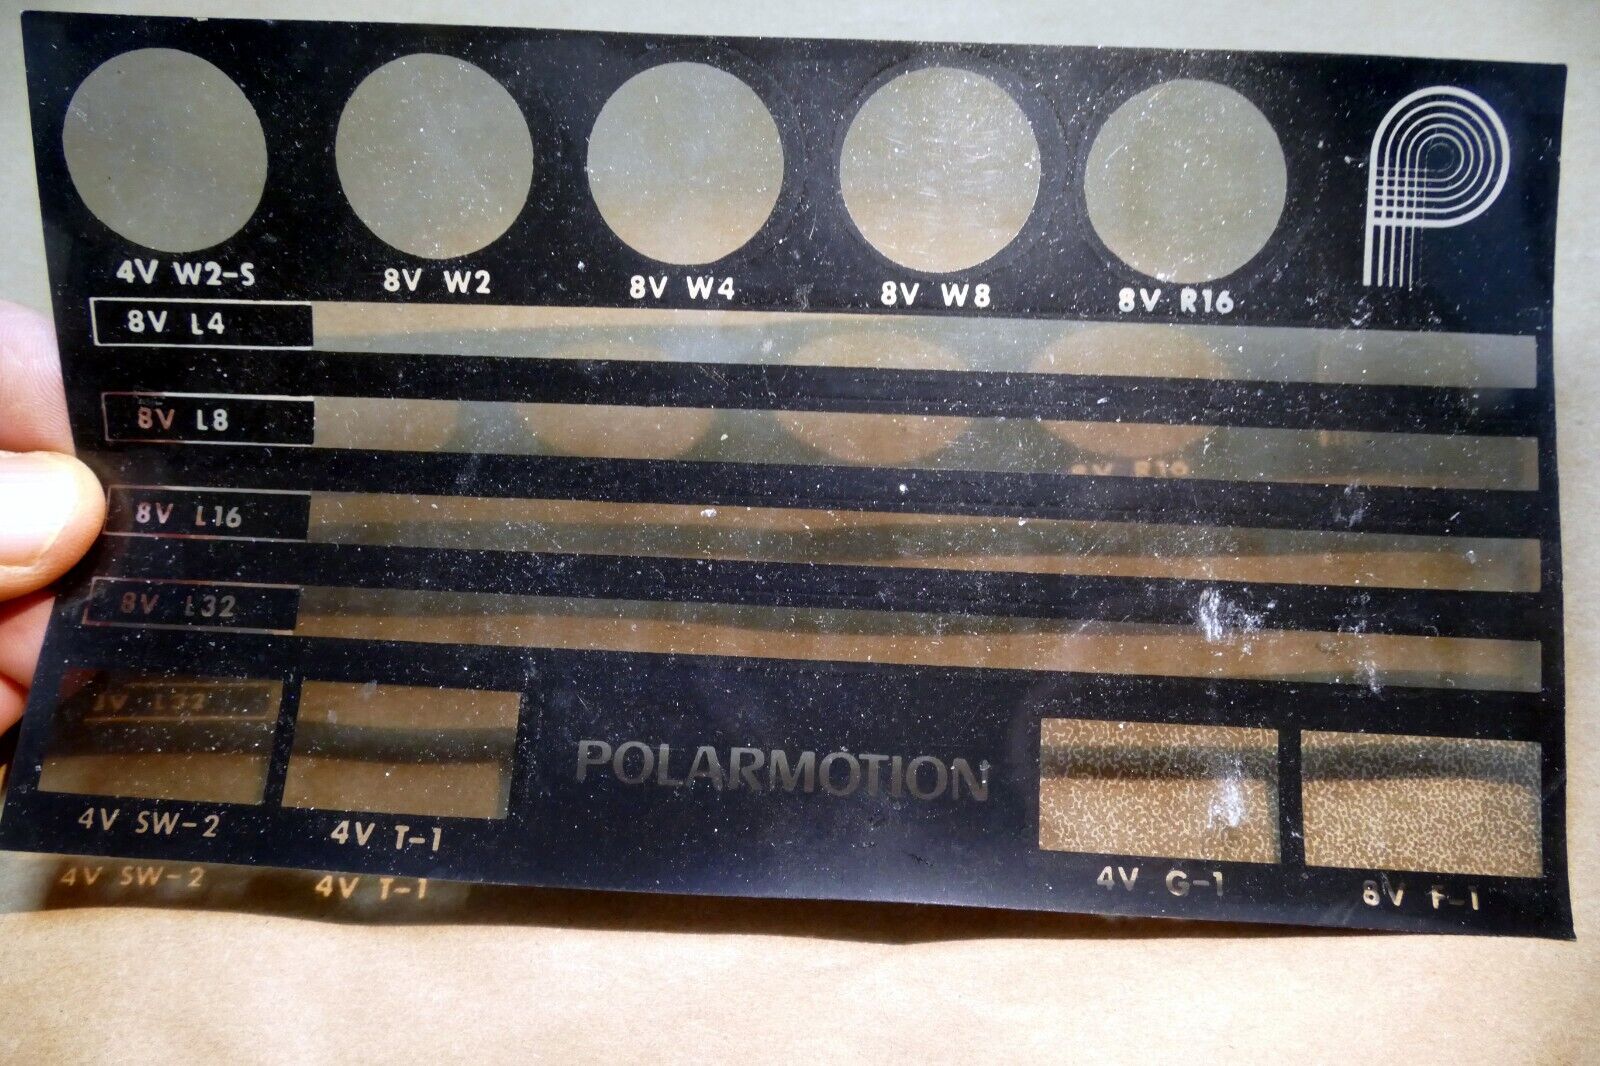 4V W2-S
8V W2
8V W4
8V W8
8V R16
8V L4
8V L8
8V L16
8V L32
4V SW-2
4V T-1
POLARMOTION
4V G-1
8V F-1
4V SW-2
4V T-1